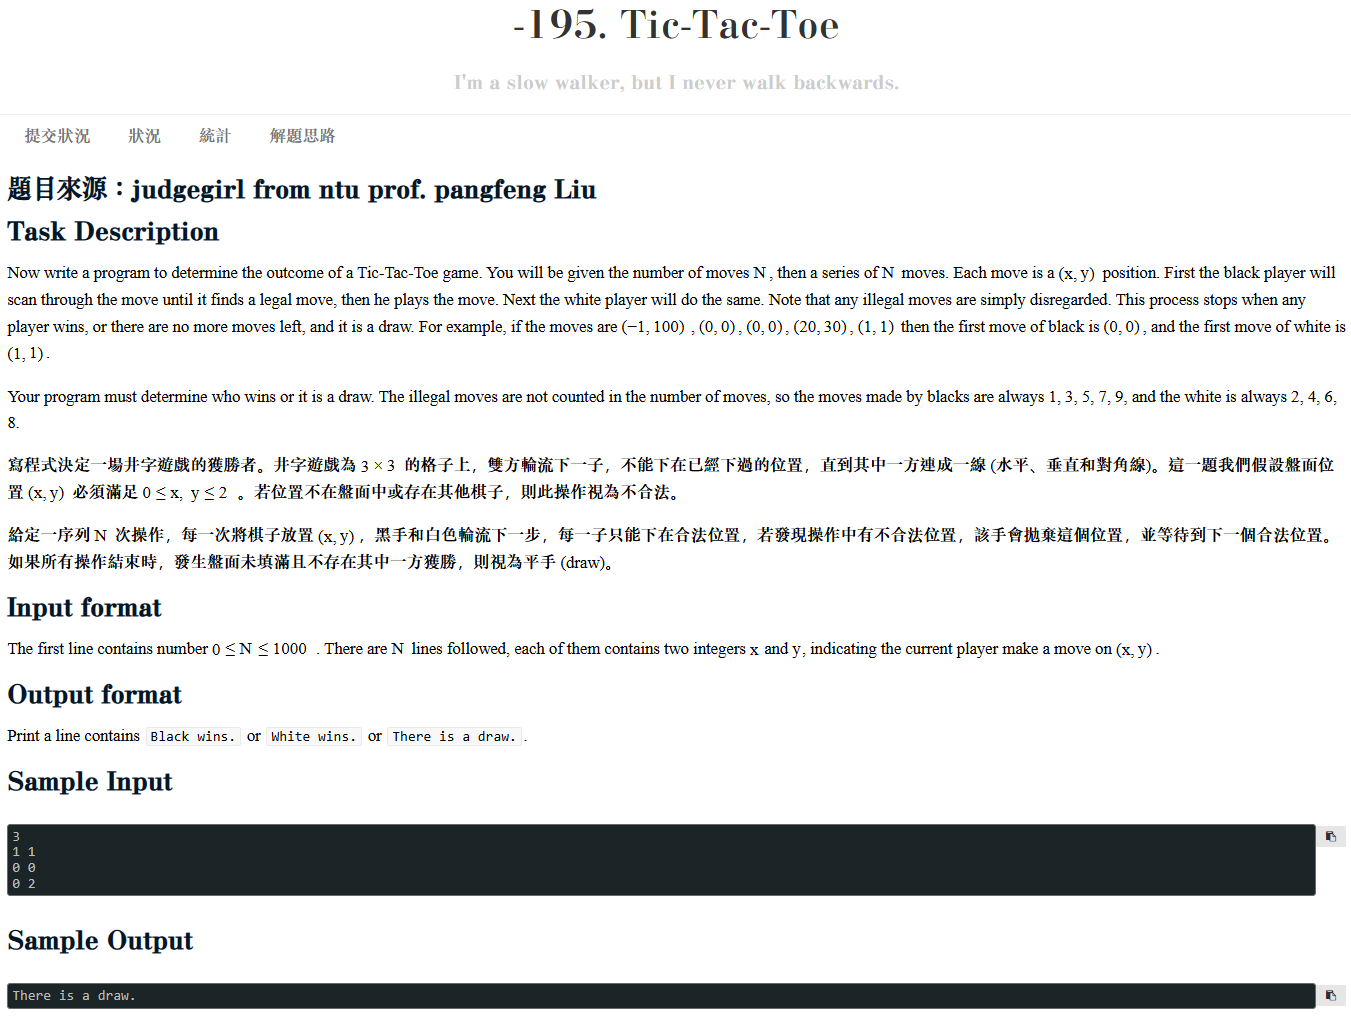 -195. Tic-Tac-Toe
I'm a slow walker, but I never walk backwards.
提交狀況 狀況 統計 解題思路
題目來源：judgegirl from ntu prof. pangfeng Liu
Task Description
Now write a program to determine the outcome of a Tic-Tac-Toe game. You will be given the number of moves N , then a series of N moves. Each move is a (x, y) position. First the black player will
scan through the move until it finds a legal move, then he plays the move. Next the white player will do the same. Note that any illegal moves are simply disregarded. This process stops when any
player wins, or there are no more moves left, and it is a draw. For example, if the moves are (−1, 100) , (0, 0) , (0, 0) , (20, 30) , (1, 1) then the first move of black is (0, 0) , and the first move of white is
(1, 1) .
Your program must determine who wins or it is a draw. The illegal moves are not counted in the number of moves, so the moves made by blacks are always 1, 3, 5, 7, 9, and the white is always 2, 4, 6,
8.
寫程式決定一場井字遊戲的獲勝者。井字遊戲為 3 × 3 的格子上，雙方輪流下一子，不能下在已經下過的位置，直到其中一方連成一線 (水平、垂直和對角線)。這一題我們假設盤面位
置 (x, y) 必須滿足 0 ≤ x, y ≤ 2 。若位置不在盤面中或存在其他棋子，則此操作視為不合法。
給定一序列 N 次操作，每一次將棋子放置 (x, y) ，黑手和白色輪流下一步，每一子只能下在合法位置，若發現操作中有不合法位置，該手會拋棄這個位置，並等待到下一個合法位置。
如果所有操作結束時，發生盤面未填滿且不存在其中一方獲勝，則視為平手 (draw)。
Input format
The first line contains number 0 ≤ N ≤ 1000 . There are N lines followed, each of them contains two integers x and y , indicating the current player make a move on (x, y) .
Output format
Print a line contains Black wins. or White wins. or There is a draw. .
Sample Input
3
1 1
0 0
0 2
Sample Output
There is a draw.